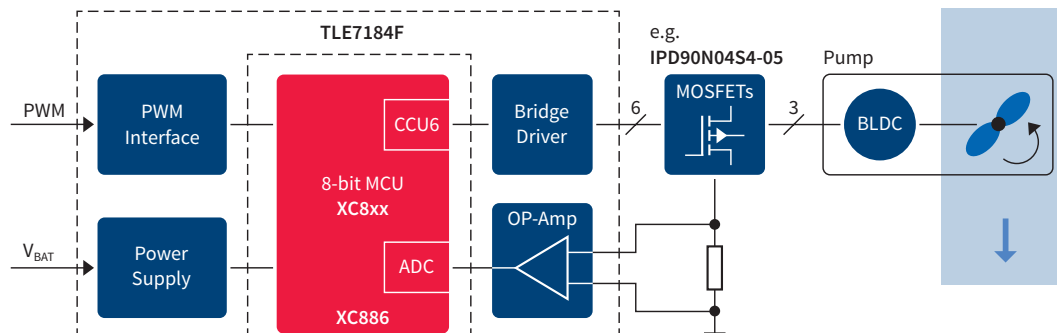 TLE7184F
e.g.
IPD90N04S4-05
PWM
PWM
Interface
CCU6
Bridge
Driver
6
MOSFETs
3
Pump
BLDC
8-bit MCU
XC8xx
V_BAT
Power
Supply
ADC
OP-Amp
XC886